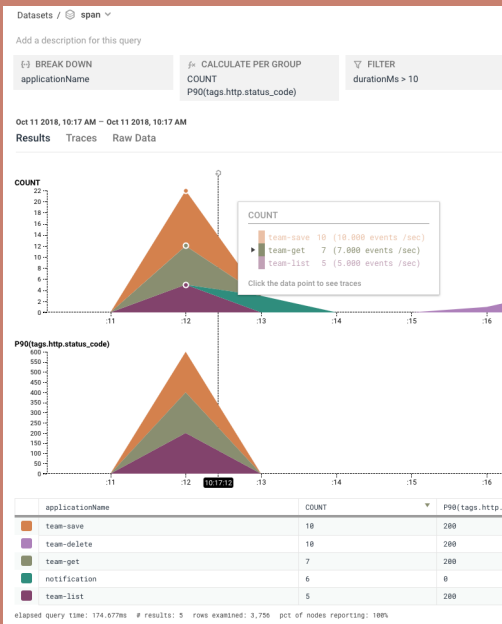 Datasets / span
Add a description for this query
BREAK DOWN
applicationName
CALCULATE PER GROUP
COUNT
P90(tags.http.status_code)
FILTER
durationMs > 10
Oct 11 2018, 10:17 AM – Oct 11 2018, 10:17 AM
Results Traces Raw Data
COUNT
22
20
18
16
14
12
10
8
6
4
2
0
:11 :12 :13 :14 :15 :16
COUNT
team-save 10 (10.000 events /sec)
team-get 7 (7.000 events /sec)
team-list 5 (5.000 events /sec)
Click the data point to see traces
P90(tags.http.status_code)
600
550
500
450
400
350
300
250
200
150
100
50
0
:11 :12 10:17:12 :13 :14 :15 :16
applicationName COUNT P90(tags.http.
team-save 10 200
team-delete 10 200
team-get 7 200
notification 6 0
team-list 5 200
elapsed query time: 174.677ms # results: 5 rows examined: 3,756 pct of nodes reporting: 100%